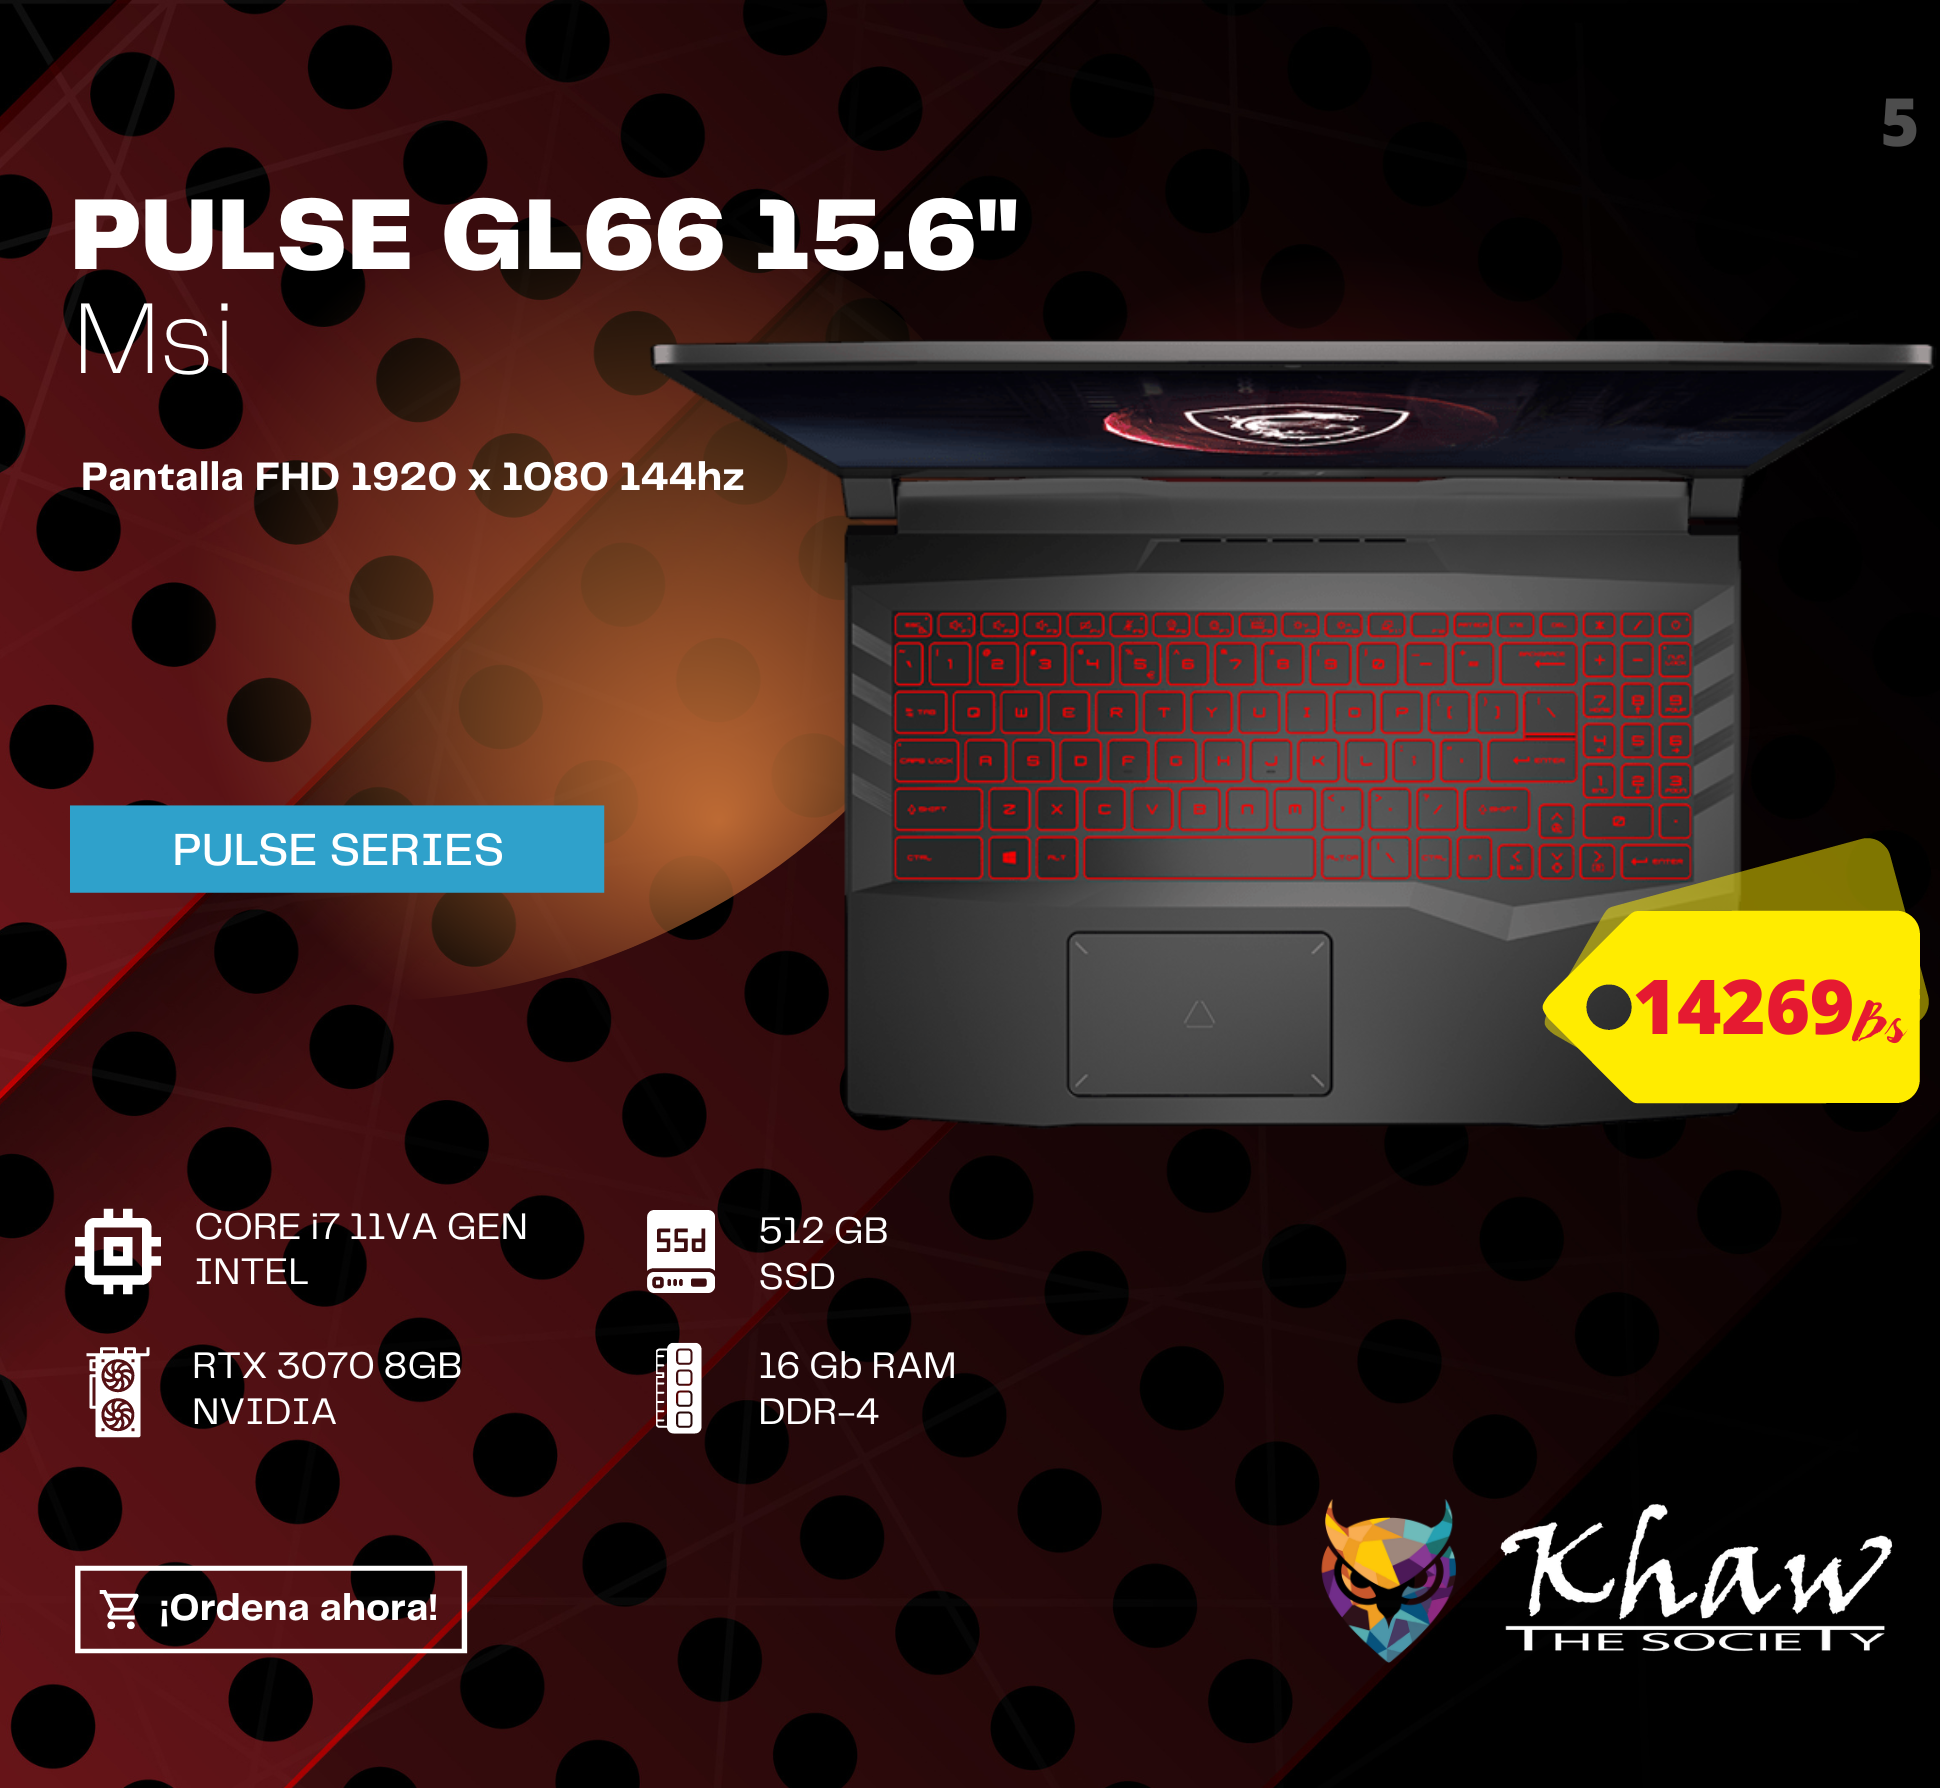 5
PULSE GL66 15.6"
Msi
Pantalla FHD 1920 x 1080 144hz
PULSE SERIES
14269Bs
CORE i7 11VA GEN
INTEL
ssd
512 GB
SSD
RTX 3070 8GB
NVIDIA
16 Gb RAM
DDR-4
¡Ordena ahora!
Khaw
THE SOCIETY